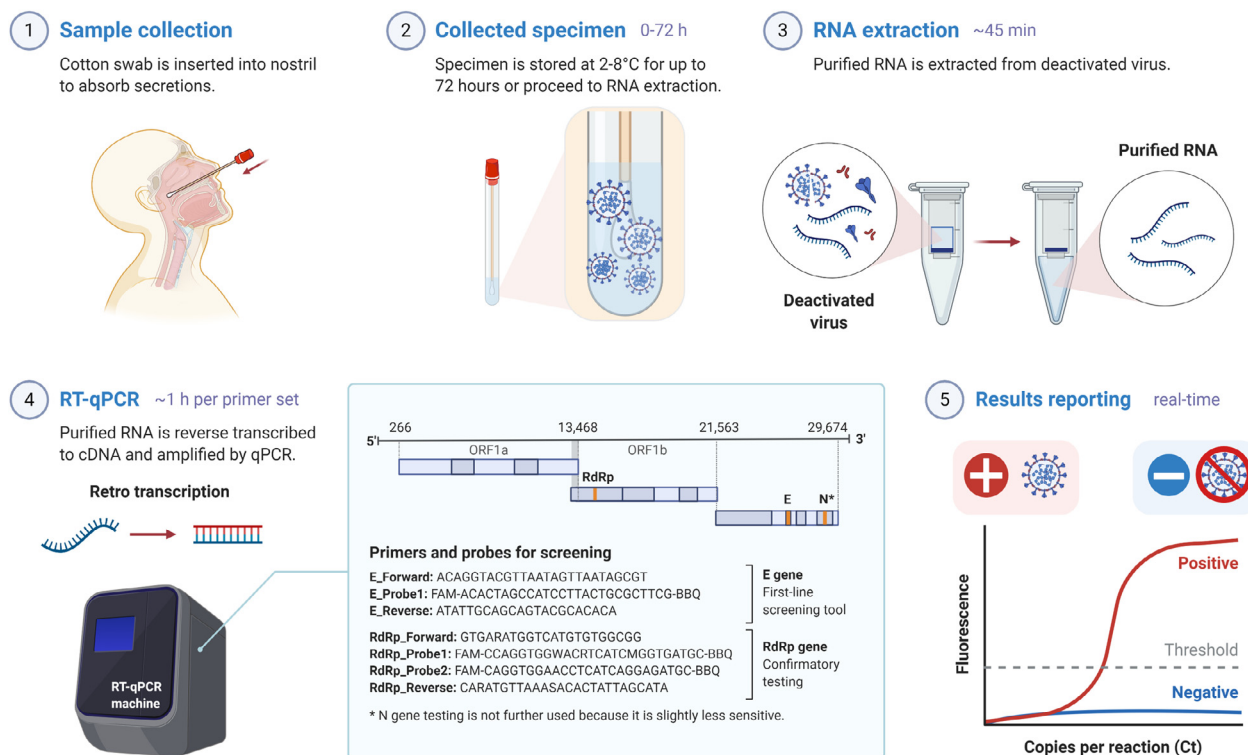 1 Sample collection
Cotton swab is inserted into nostril
to absorb secretions.
2 Collected specimen 0-72 h
Specimen is stored at 2-8°C for up to
72 hours or proceed to RNA extraction.
3 RNA extraction ~45 min
Purified RNA is extracted from deactivated virus.
Deactivated
virus
Purified RNA
4 RT-qPCR ~1 h per primer set
Purified RNA is reverse transcribed
to cDNA and amplified by qPCR.
Retro transcription
RT-qPCR
machine
266 13,468 21,563 29,674
5' 3'
ORF1a ORF1b
RdRp
E N*
Primers and probes for screening
E_Forward: ACAGGTACGTTAATAGTTAATAGCGT
E_Probe1: FAM-ACACTAGCCATCCTTACTGCGCTTCG-BBQ
E_Reverse: ATATTGCAGCAGTACGCACACA
E gene
First-line
screening tool
RdRp_Forward: GTGARATGGTCATGTGTGGCGG
RdRp_Probe1: FAM-CCAGGTGGWACRTCATCMGGTGATGC-BBQ
RdRp_Probe2: FAM-CAGGTGGAACCTCATCAGGAGATGC-BBQ
RdRp_Reverse: CARATGTTAAASACACTATTAGCATA
RdRp gene
Confirmatory
testing
* N gene testing is not further used because it is slightly less sensitive.
5 Results reporting real-time
Fluorescence
Positive
Threshold
Negative
Copies per reaction (Ct)